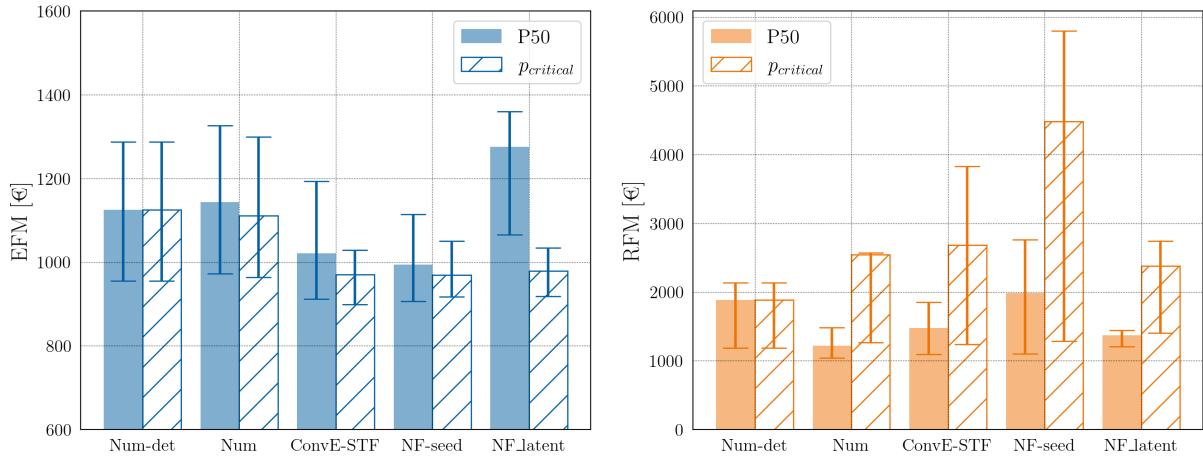 1600
1400
1200
1000
800
600
EFM [€]
P50
p_critical
Num-det
Num
ConvE-STF
NF-seed
NF_latent
6000
5000
4000
3000
2000
1000
0
RFM [€]
P50
p_critical
Num-det
Num
ConvE-STF
NF-seed
NF_latent